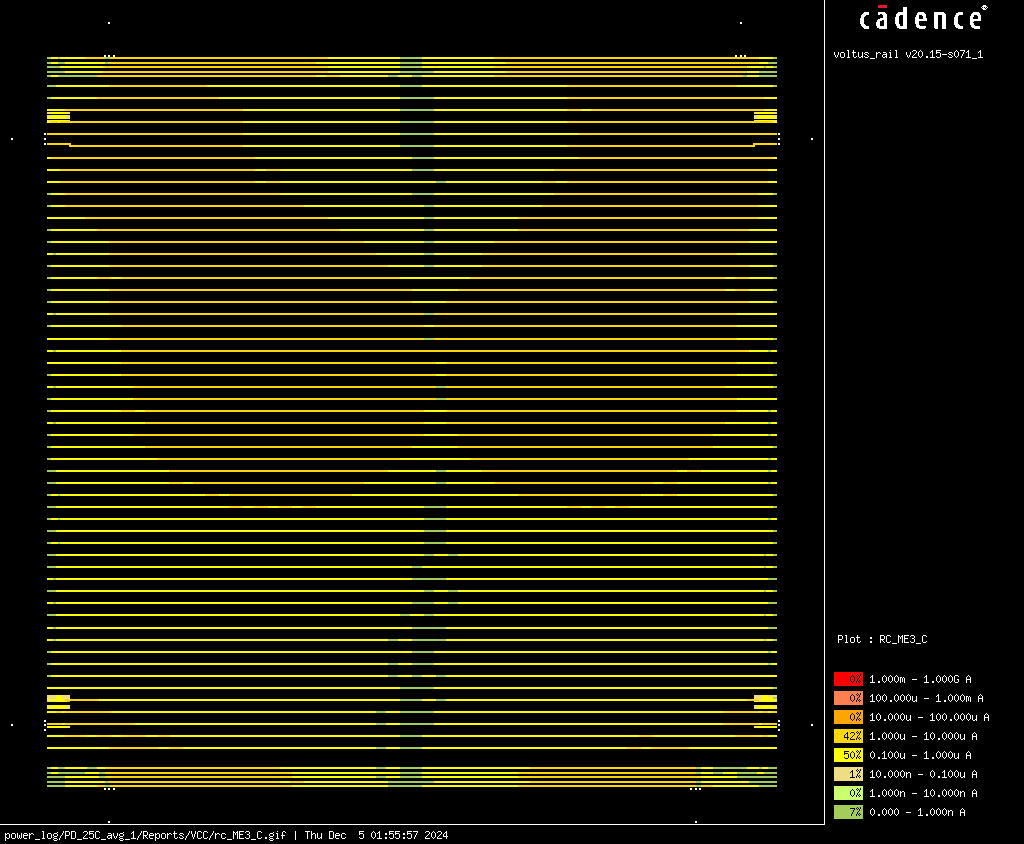 cādence®
voltus_rail v20.15-s071_1
Plot : RC_ME3_C
0% 1.000m - 1.000G A
0% 100.000u - 1.000m A
0% 10.000u - 100.000u A
42% 1.000u - 10.000u A
50% 0.100u - 1.000u A
1% 10.000n - 0.100u A
0% 1.000n - 10.000n A
7% 0.000 - 1.000n A
power_log/PD_25C_avg_1/Reports/VCC/rc_ME3_C.gif | Thu Dec  5 01:55:57 2024